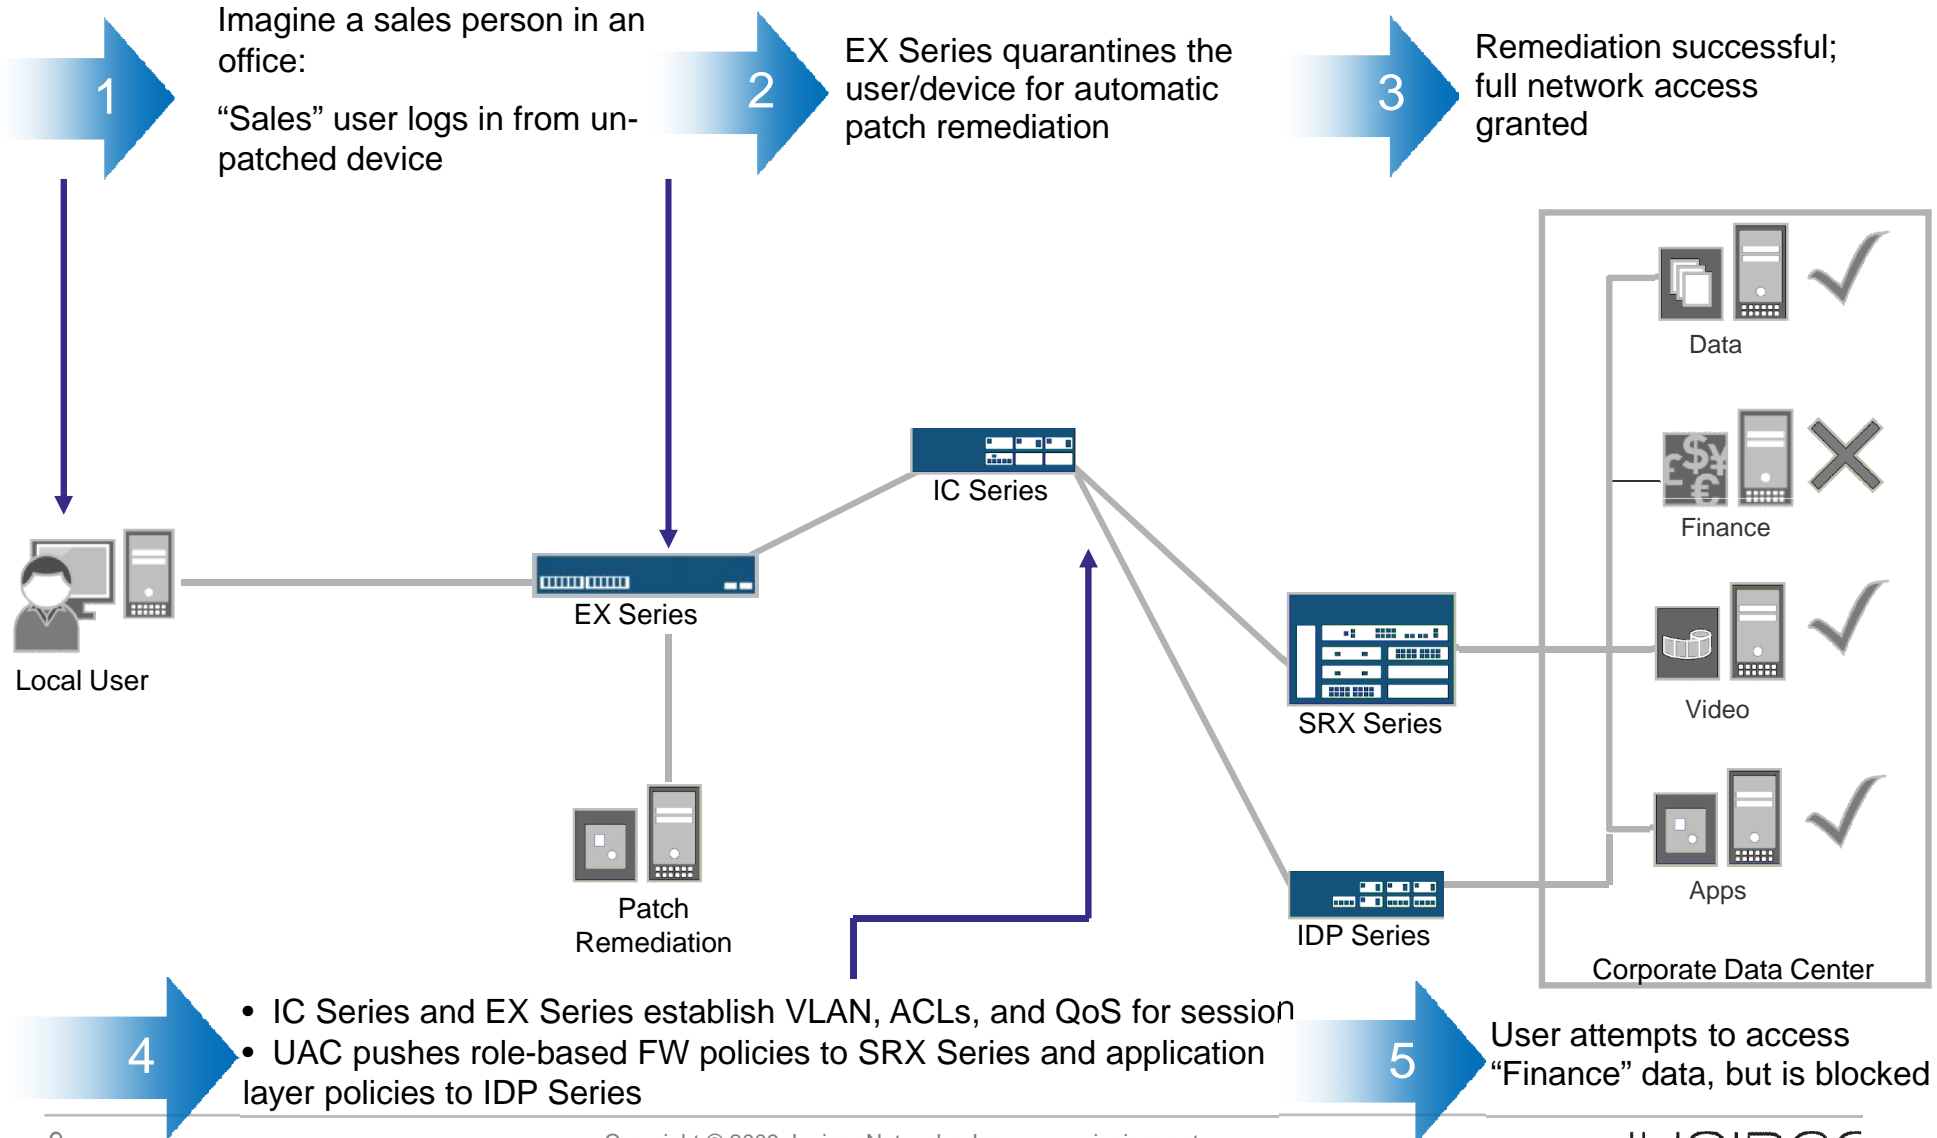 1
Imagine a sales person in an
office:
“Sales” user logs in from un-
patched device
2
EX Series quarantines the
user/device for automatic
patch remediation
3
Remediation successful;
full network access
granted
Data
Finance
Video
Apps
Corporate Data Center
IC Series
EX Series
Local User
SRX Series
IDP Series
Patch
Remediation
4
• IC Series and EX Series establish VLAN, ACLs, and QoS for session
• UAC pushes role-based FW policies to SRX Series and application
layer policies to IDP Series
5
User attempts to access
“Finance” data, but is blocked